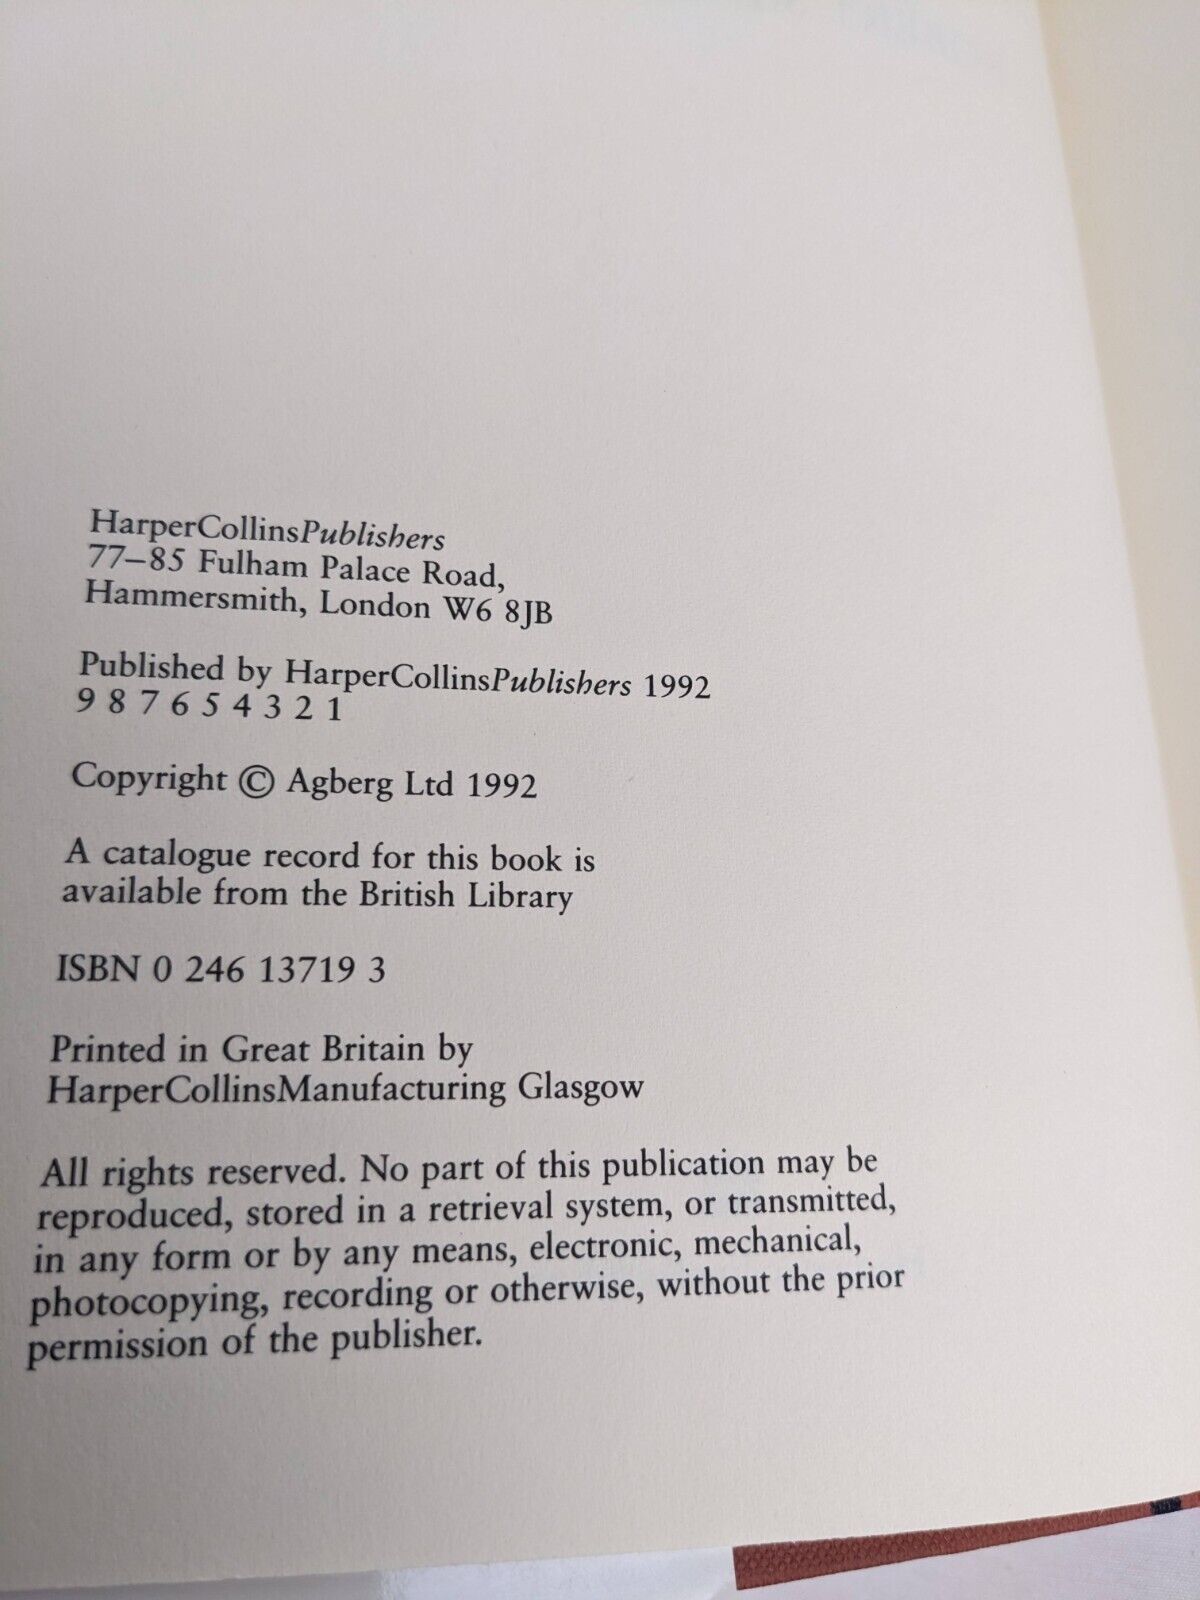 HarperCollinsPublishers
77–85 Fulham Palace Road,
Hammersmith, London W6 8JB
Published by HarperCollinsPublishers 1992
9 8 7 6 5 4 3 2 1
Copyright © Agberg Ltd 1992
A catalogue record for this book is
available from the British Library
ISBN 0 246 13719 3
Printed in Great Britain by
HarperCollinsManufacturing Glasgow
All rights reserved. No part of this publication may be
reproduced, stored in a retrieval system, or transmitted,
in any form or by any means, electronic, mechanical,
photocopying, recording or otherwise, without the prior
permission of the publisher.